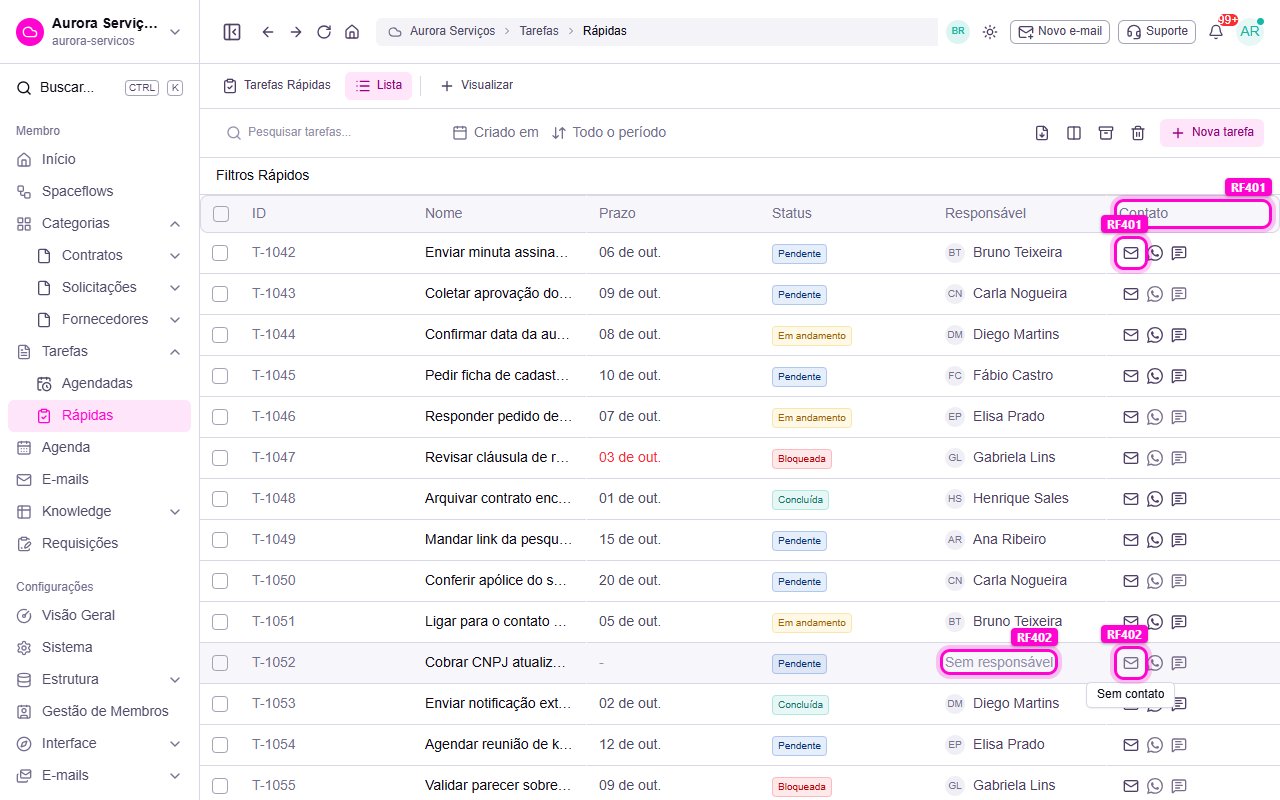 Aurora Serviç...
aurora-servicos
Aurora Serviços > Tarefas > Rápidas
BR
Novo e-mail
Suporte
99+
AR
Buscar...
CTRL
K
Membro
Início
Spaceflows
Categorias
Contratos
Solicitações
Fornecedores
Tarefas
Agendadas
Rápidas
Agenda
E-mails
Knowledge
Requisições
Configurações
Visão Geral
Sistema
Estrutura
Gestão de Membros
Interface
E-mails
Tarefas Rápidas
Lista
Visualizar
Pesquisar tarefas...
Criado em
Todo o período
Nova tarefa
Filtros Rápidos
RF401
ID Nome Prazo Status Responsável Contato
RF401
T-1042 Enviar minuta assina... 06 de out. Pendente BT Bruno Teixeira
T-1043 Coletar aprovação do... 09 de out. Pendente CN Carla Nogueira
T-1044 Confirmar data da au... 08 de out. Em andamento DM Diego Martins
T-1045 Pedir ficha de cadast... 10 de out. Pendente FC Fábio Castro
T-1046 Responder pedido de... 07 de out. Em andamento EP Elisa Prado
T-1047 Revisar cláusula de r... 03 de out. Bloqueada GL Gabriela Lins
T-1048 Arquivar contrato enc... 01 de out. Concluída HS Henrique Sales
T-1049 Mandar link da pesqu... 15 de out. Pendente AR Ana Ribeiro
T-1050 Conferir apólice do s... 20 de out. Pendente CN Carla Nogueira
T-1051 Ligar para o contato ... 05 de out. Em andamento BT Bruno Teixeira
RF402 RF402
T-1052 Cobrar CNPJ atualiz... - Pendente Sem responsável
Sem contato
T-1053 Enviar notificação ext... 02 de out. Concluída DM Diego Martins
T-1054 Agendar reunião de k... 12 de out. Pendente EP Elisa Prado
T-1055 Validar parecer sobre... 09 de out. Bloqueada GL Gabriela Lins